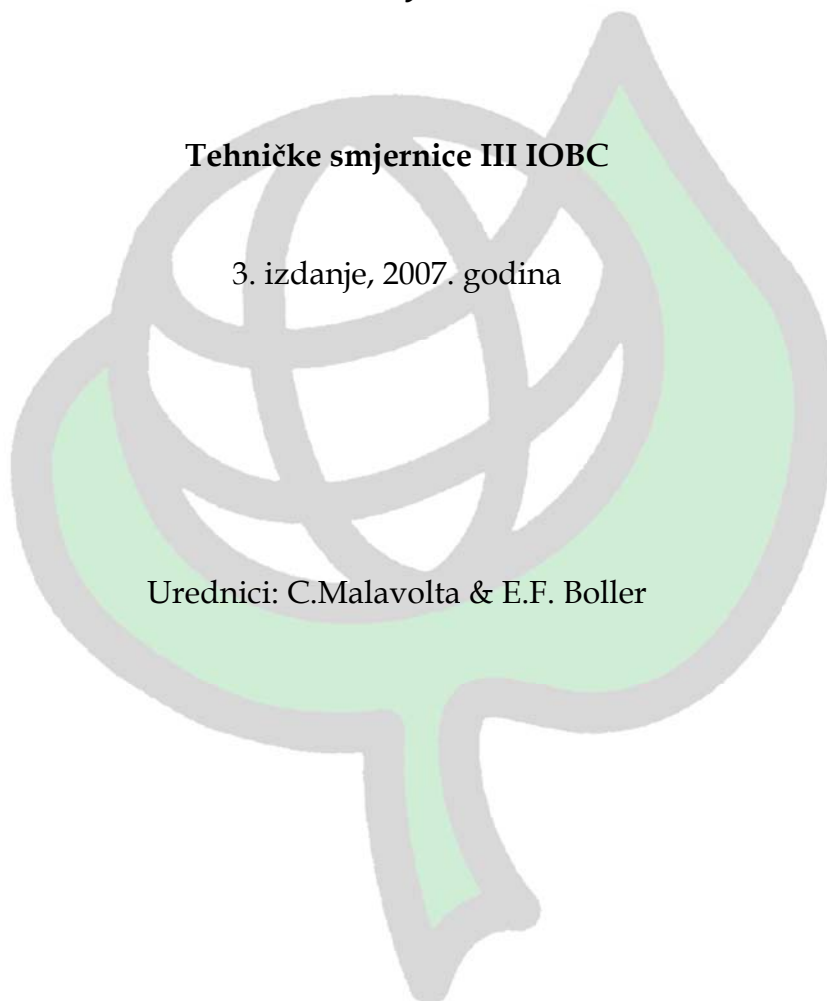 Tehničke smjernice III IOBC
3. izdanje, 2007. godina
Urednici: C.Malavolta & E.F. Boller